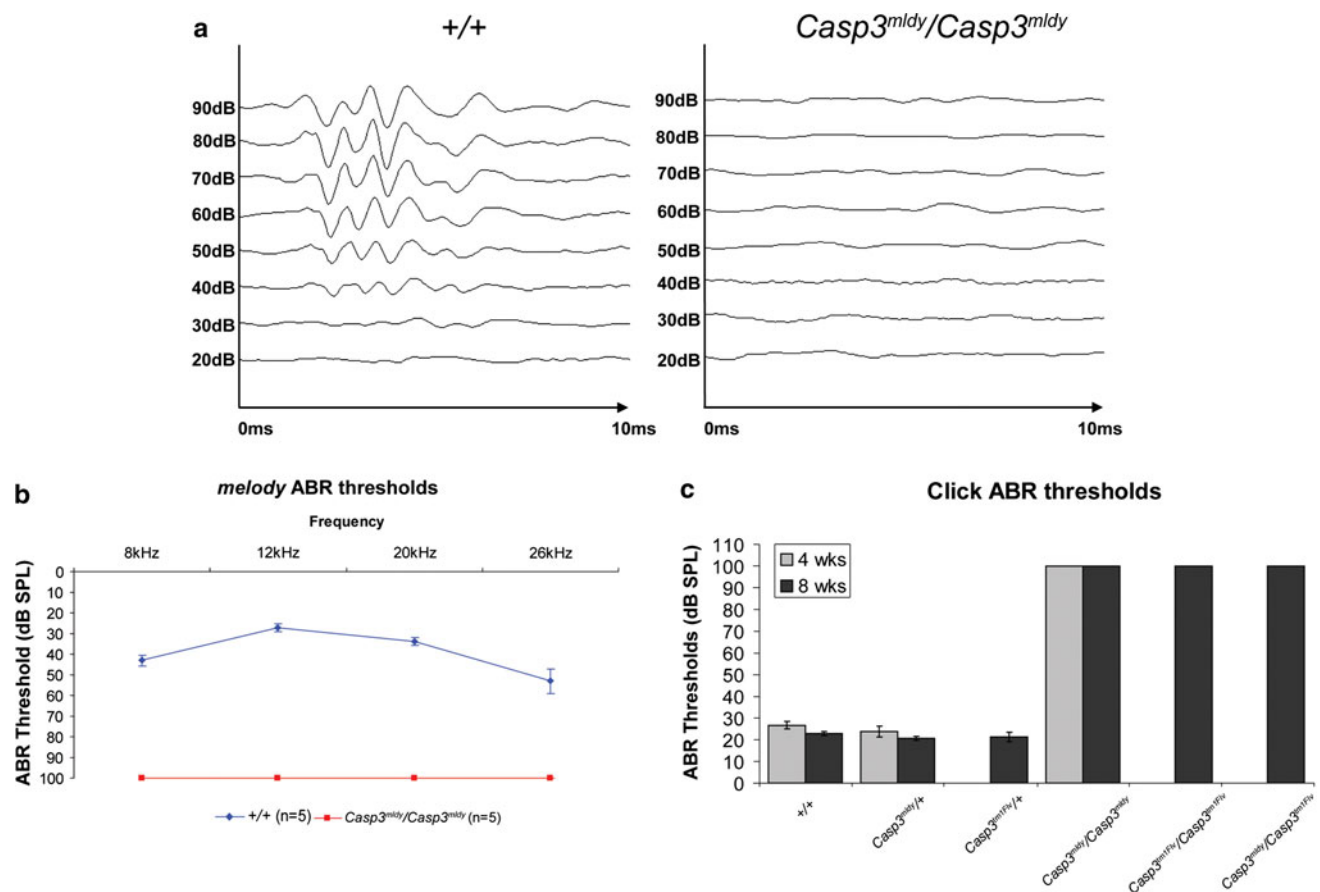 a
+/+
Casp3mldy/Casp3mldy
90dB
80dB
70dB
60dB
50dB
40dB
30dB
20dB
0ms
10ms
90dB
80dB
70dB
60dB
50dB
40dB
30dB
20dB
0ms
10ms
b
melody ABR thresholds
Frequency
8kHz
12kHz
20kHz
26kHz
ABR Threshold (dB SPL)
0
10
20
30
40
50
60
70
80
90
100
+/+ (n=5)
Casp3mldy/Casp3mldy (n=5)
c
Click ABR thresholds
4 wks
8 wks
ABR Thresholds (dB SPL)
110
100
90
80
70
60
50
40
30
20
10
0
+/+
Casp3mldy/+
Casp3tm1Flv/+
Casp3mldy/Casp3mldy
Casp3tm1Flv/Casp3tm1Flv
Casp3mldy/Casp3tm1Flv